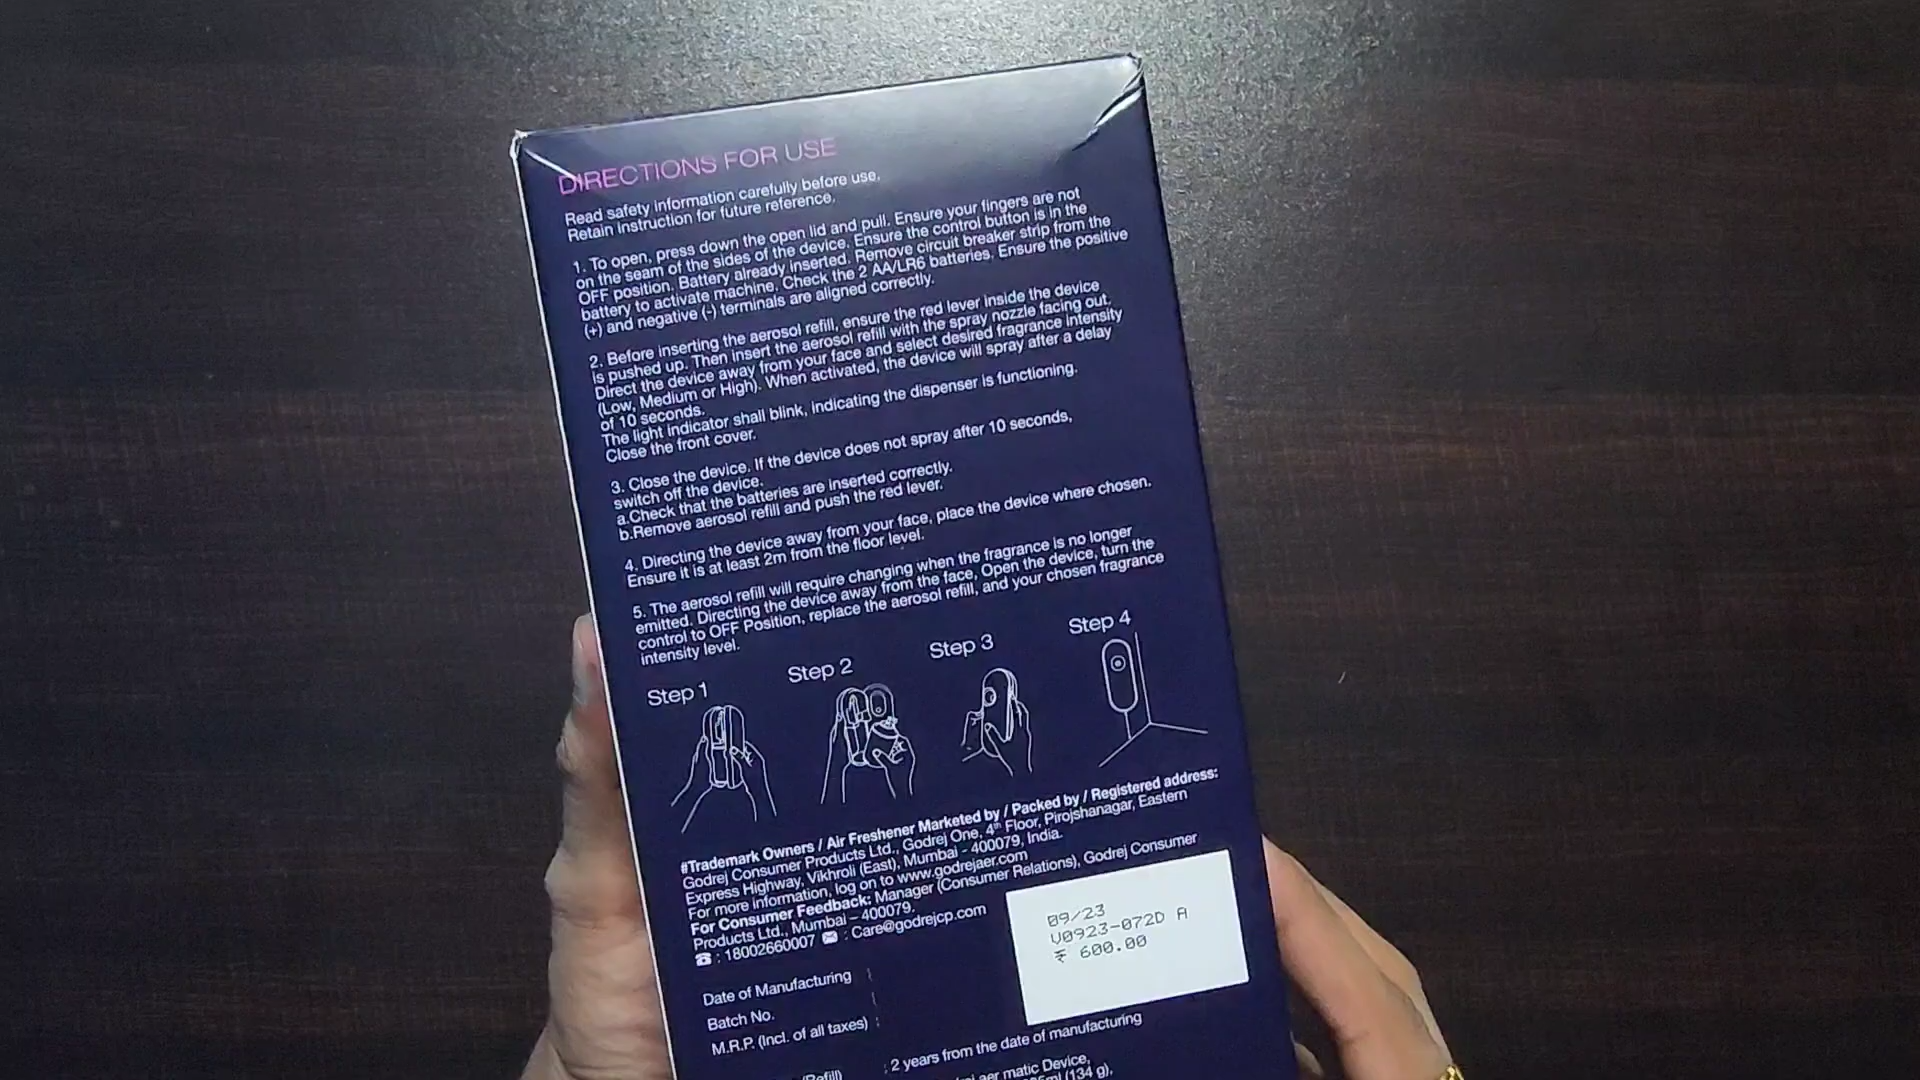 DIRECTIONS FOR USE
Read safety information carefully before use.
Retain instruction for future reference.
1. To open, press down the open lid and pull. Ensure your fingers are not
on the seam of the sides of the device. Ensure the control button is in the
OFF position. Battery already inserted. Remove circuit breaker strip from the
battery to activate machine. Check the 2 AA/LR6 batteries. Ensure the positive
(+) and negative (-) terminals are aligned correctly.
2. Before inserting the aerosol refill, ensure the red lever inside the device
is pushed up. Then insert the aerosol refill with the spray nozzle facing out.
Direct the device away from your face and select desired fragrance intensity
(Low, Medium or High). When activated, the device will spray after a delay
of 10 seconds.
The light indicator shall blink, indicating the dispenser is functioning.
Close the front cover.
3. Close the device. If the device does not spray after 10 seconds,
switch off the device.
a.Check that the batteries are inserted correctly.
b.Remove aerosol refill and push the red lever.
4. Directing the device away from your face, place the device where chosen.
Ensure it is at least 2m from the floor level.
5. The aerosol refill will require changing when the fragrance is no longer
emitted. Directing the device away from the face, Open the device, turn the
control to OFF Position, replace the aerosol refill, and your chosen fragrance
intensity level.
Step 1
Step 2
Step 3
Step 4
#Trademark Owners / Air Freshener Marketed by / Packed by / Registered address:
Godrej Consumer Products Ltd., Godrej One, 4th Floor, Pirojshanagar, Eastern
Express Highway, Vikhroli (East), Mumbai - 400079, India.
For more information, log on to www.godrejaer.com
For Consumer Feedback: Manager (Consumer Relations), Godrej Consumer
Products Ltd., Mumbai – 400079.
: 18002660007 : Care@godrejcp.com
09/23
V0923-072D A
₹ 600.00
Date of Manufacturing :
Batch No. :
M.R.P. (Incl. of all taxes) :
(Refill) : 2 years from the date of manufacturing
aer matic Device,
(134 g),